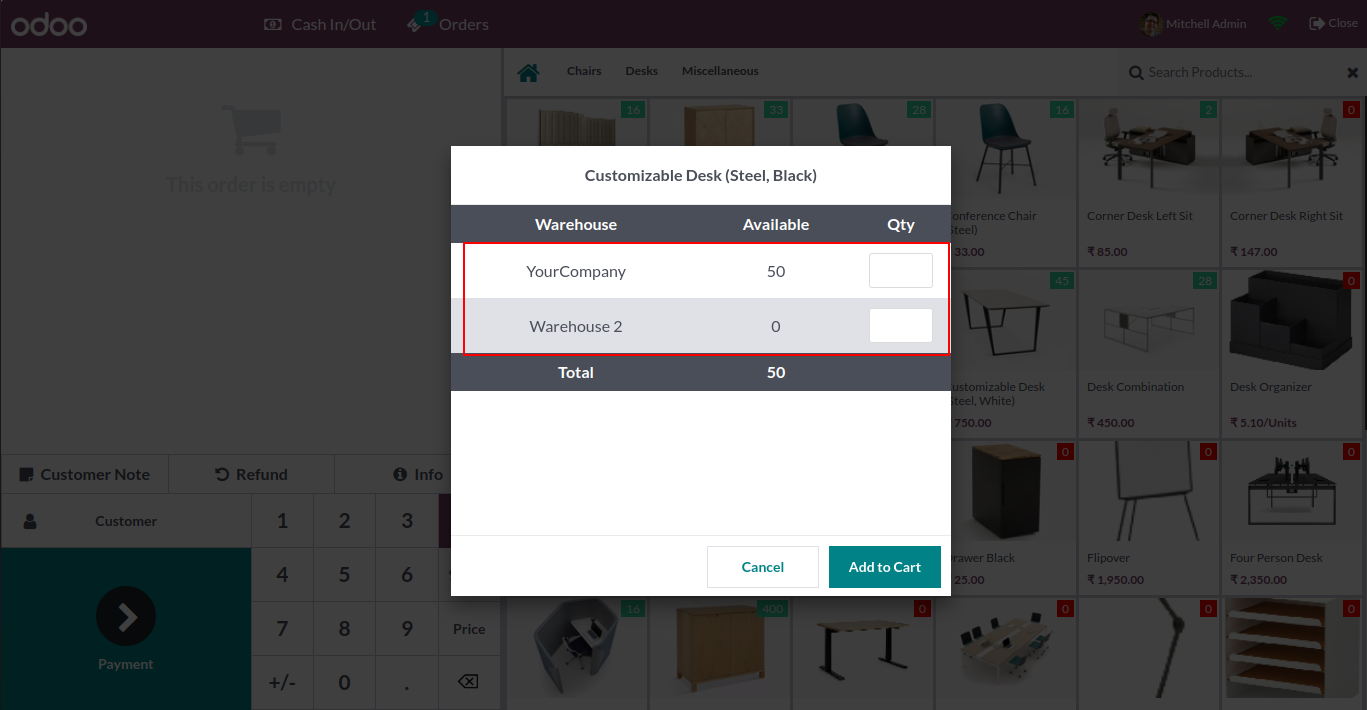 odoo
Cash In/Out
1
Orders
Mitchell Admin
Close
This order is empty
Chairs
Desks
Miscellaneous
Search Products...
16
33
28
16
2
0
Conference Chair
(Steel)
33.00
Corner Desk Left Sit
₹ 85.00
Corner Desk Right Sit
₹ 147.00
Customizable Desk (Steel, Black)
Warehouse Available Qty
YourCompany 50
Warehouse 2 0
Total 50
Cancel
Add to Cart
45
28
0
ustomizable Desk
Steel, White)
750.00
Desk Combination
₹ 450.00
Desk Organizer
₹ 5.10/Units
0
0
0
rawer Black
25.00
Flipover
₹ 1,950.00
Four Person Desk
₹ 2,350.00
16
400
0
0
0
0
Customer Note
Refund
Info
Customer
Payment
1 2 3
4 5 6
7 8 9 Price
+/- 0 .